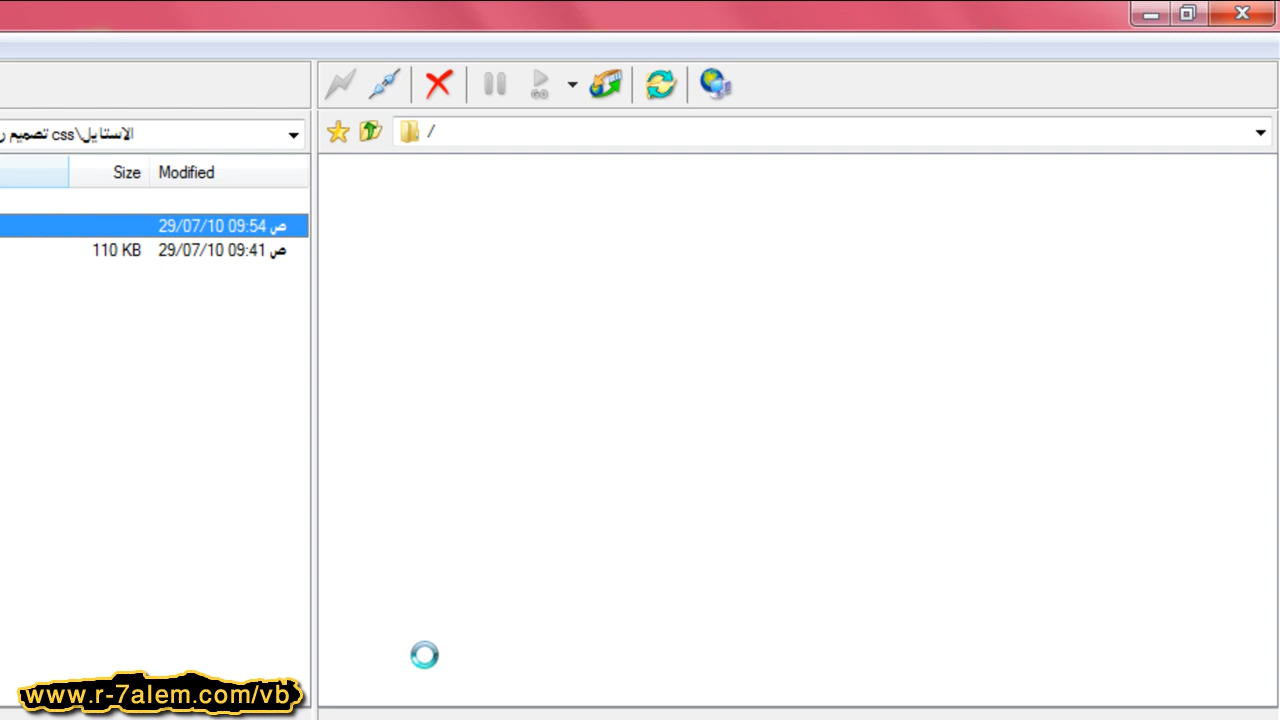 GO
الاستايل\css تصميم
/
Size Modified
29/07/10 09:54 ص
110 KB 29/07/10 09:41 ص
www.r-7alem.com/vb